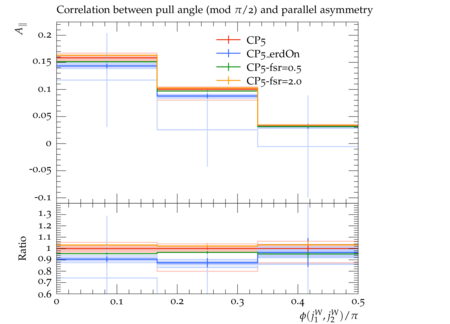 Correlation between pull angle (mod π/2) and parallel asymmetry
A∥
0.2
0.15
0.1
0.05
0
-0.05
-0.1
CP5
CP5_erdOn
CP5-fsr=0.5
CP5-fsr=2.0
Ratio
1.3
1.2
1.1
1
0.9
0.8
0.7
0.6
0 0.1 0.2 0.3 0.4 0.5
ϕ(j₁ᵂ, j₂ᵂ)/π